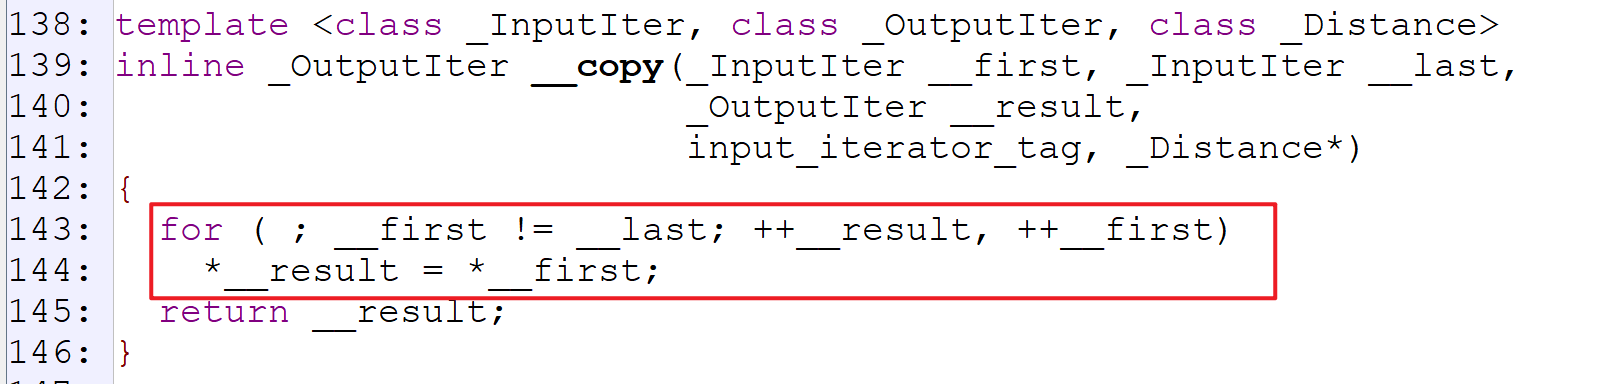 138: template <class _InputIter, class _OutputIter, class _Distance>
139: inline _OutputIter __copy(_InputIter __first, _InputIter __last,
140:                           _OutputIter __result,
141:                           input_iterator_tag, _Distance*)
142: {
143:   for ( ; __first != __last; ++__result, ++__first)
144:     *__result = *__first;
145:   return __result;
146: }